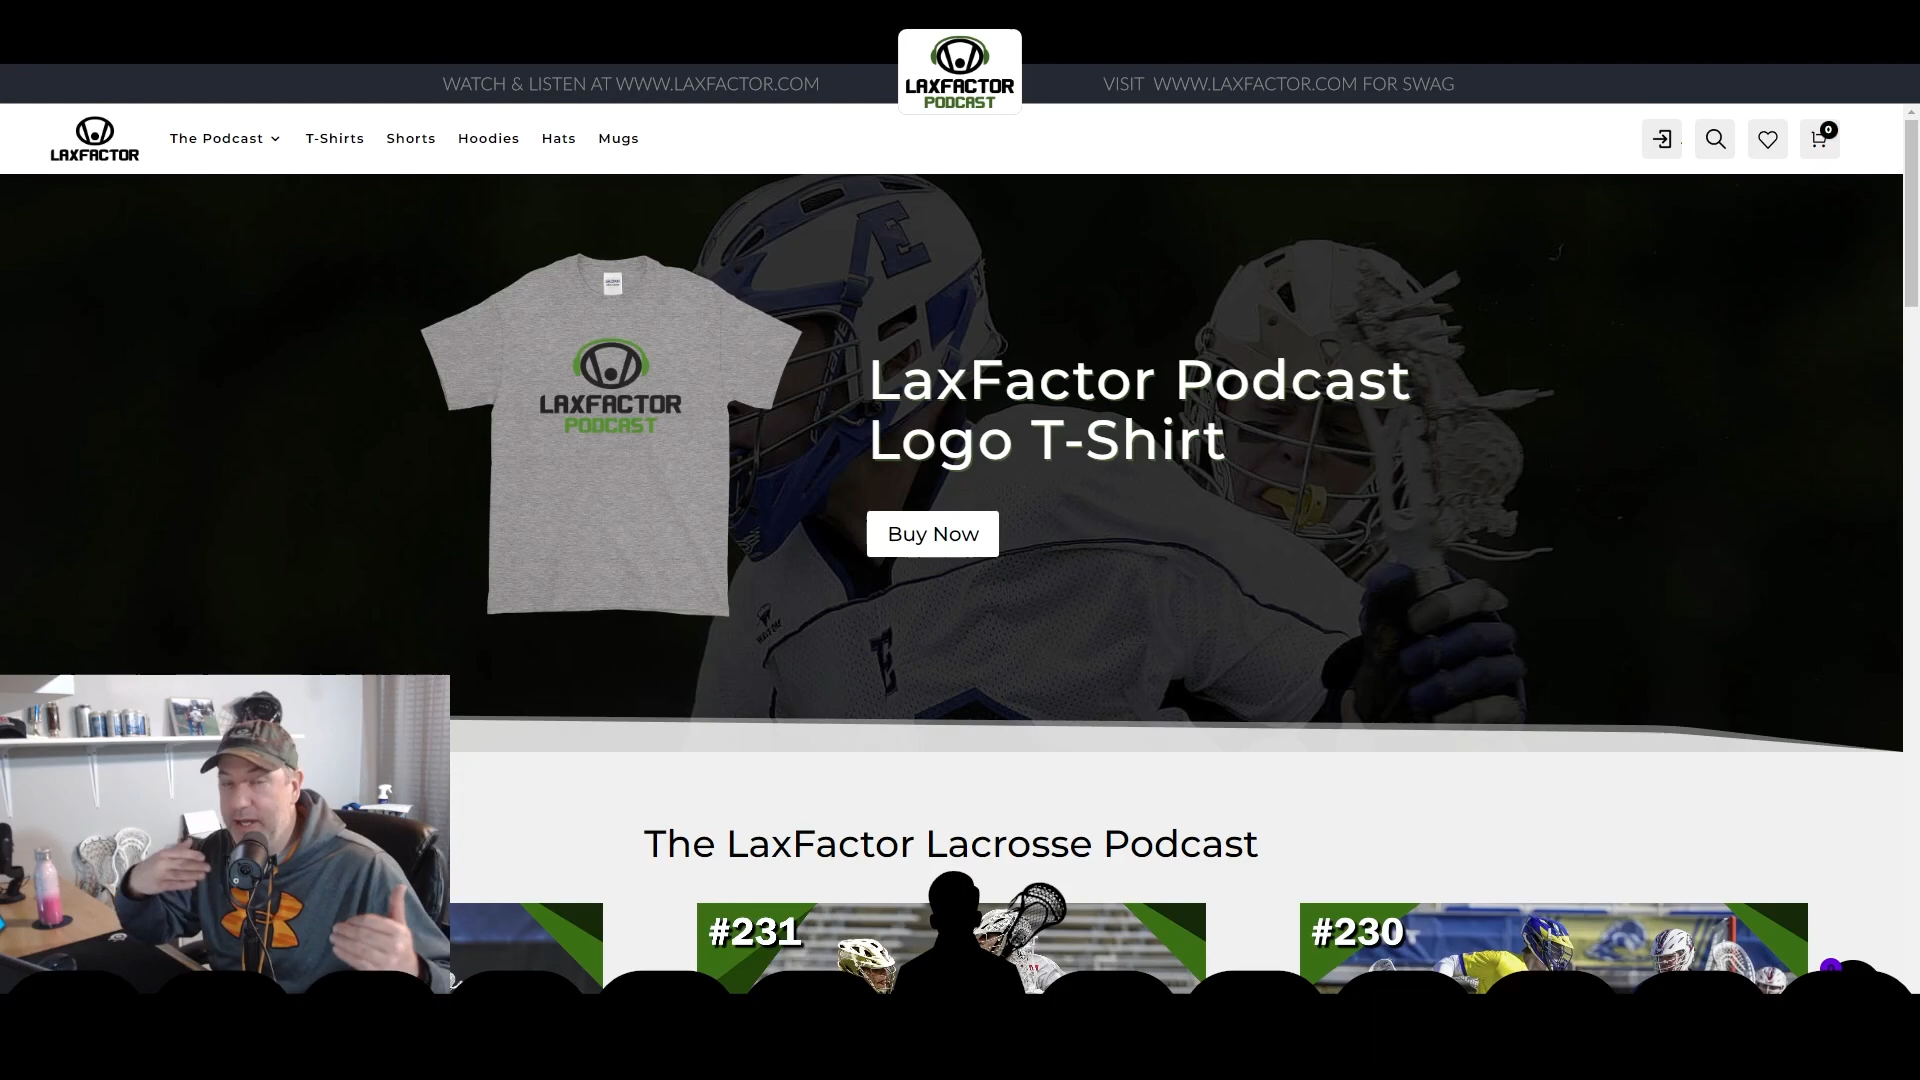 WATCH & LISTEN AT WWW.LAXFACTOR.COM
LAXFACTOR
PODCAST
VISIT WWW.LAXFACTOR.COM FOR SWAG
LAXFACTOR
The Podcast
T-Shirts
Shorts
Hoodies
Hats
Mugs
0
LAXFACTOR
PODCAST
E
LaxFactor Podcast
Logo T-Shirt
Buy Now
E
The LaxFactor Lacrosse Podcast
#231
#230